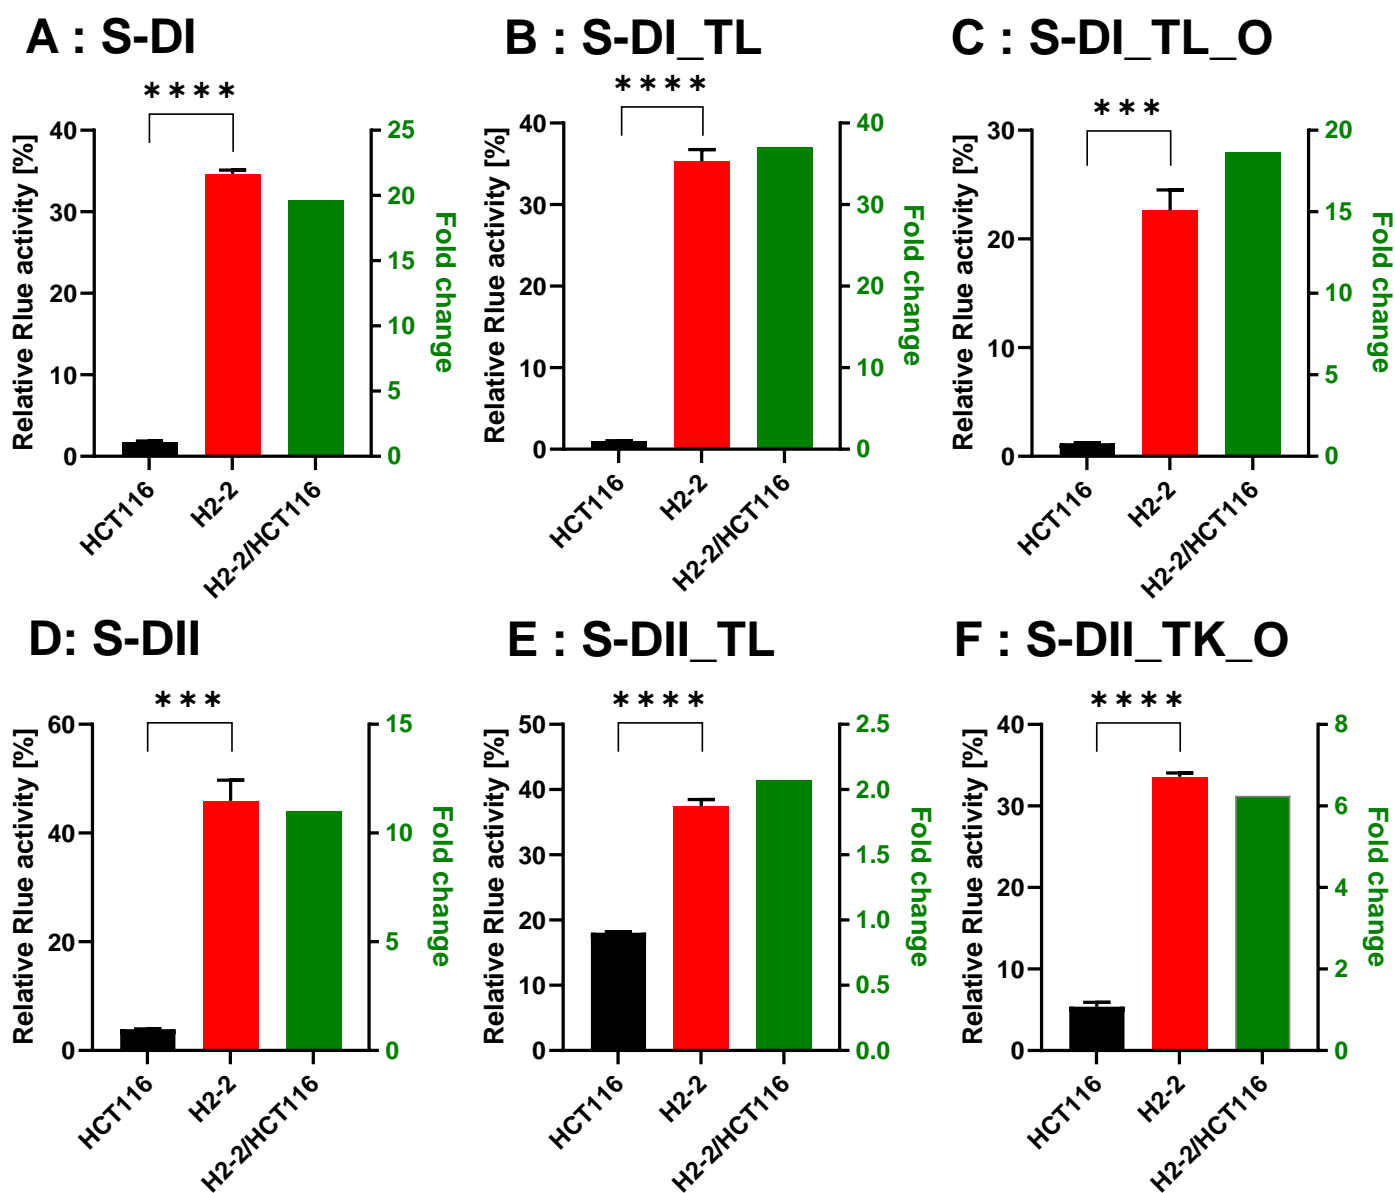 A : S-DI
B : S-DI_TL
C : S-DI_TL_O
****
****
***
Relative Rlue activity [%]
40
30
20
10
0
25
20
15
10
5
0
Fold change
HCT116
H2-2
H2-2/HCT116
Relative Rlue activity [%]
40
30
20
10
0
40
30
20
10
0
Fold change
HCT116
H2-2
H2-2/HCT116
Relative Rlue activity [%]
30
20
10
0
20
15
10
5
0
Fold change
HCT116
H2-2
H2-2/HCT116
D: S-DII
E : S-DII_TL
F : S-DII_TK_O
***
****
****
Relative Rlue activity [%]
60
40
20
0
15
10
5
0
Fold change
HCT116
H2-2
H2-2/HCT116
Relative Rlue activity [%]
50
40
30
20
10
0
2.5
2.0
1.5
1.0
0.5
0.0
Fold change
HCT116
H2-2
H2-2/HCT116
Relative Rlue activity [%]
40
30
20
10
0
8
6
4
2
0
Fold change
HCT116
H2-2
H2-2/HCT116